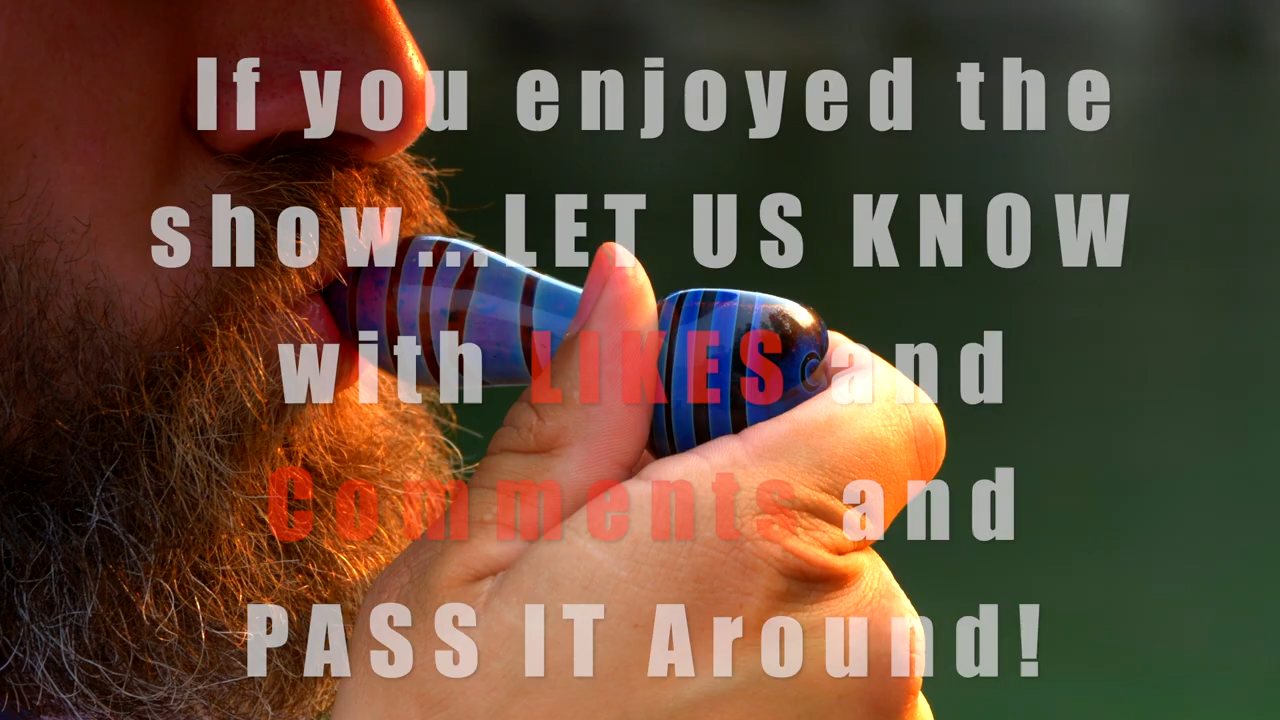 If you enjoyed the
show...LET US KNOW
with LIKES and
Comments and
PASS IT Around!